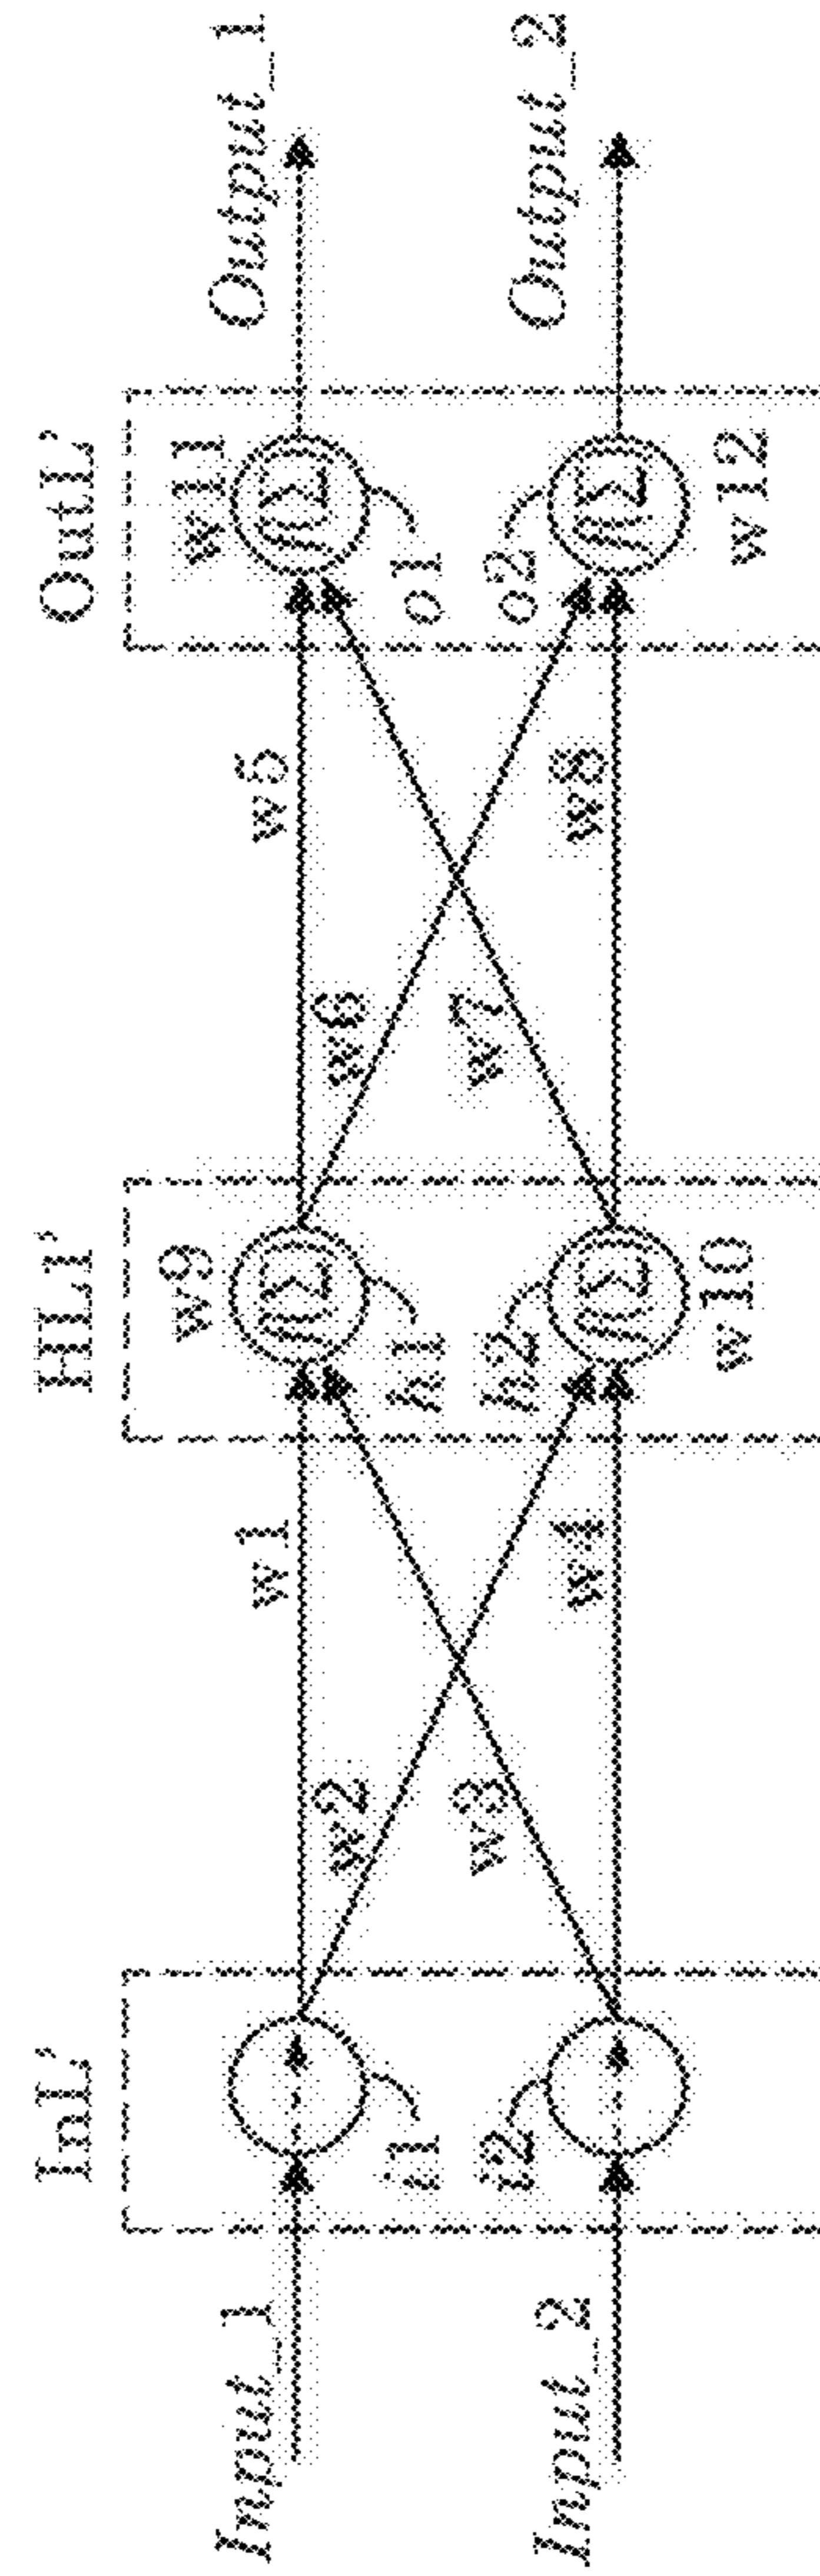 InL’ HL1’ OutL’
w9 w11
Input_1 w1 w5 Output_1
w2 w6
i1 h1 o1
i2 h2 o2
w3 w7
Input_2 w4 w8 Output_2
w10 w12
f(Σ) f(Σ)
f(Σ) f(Σ)